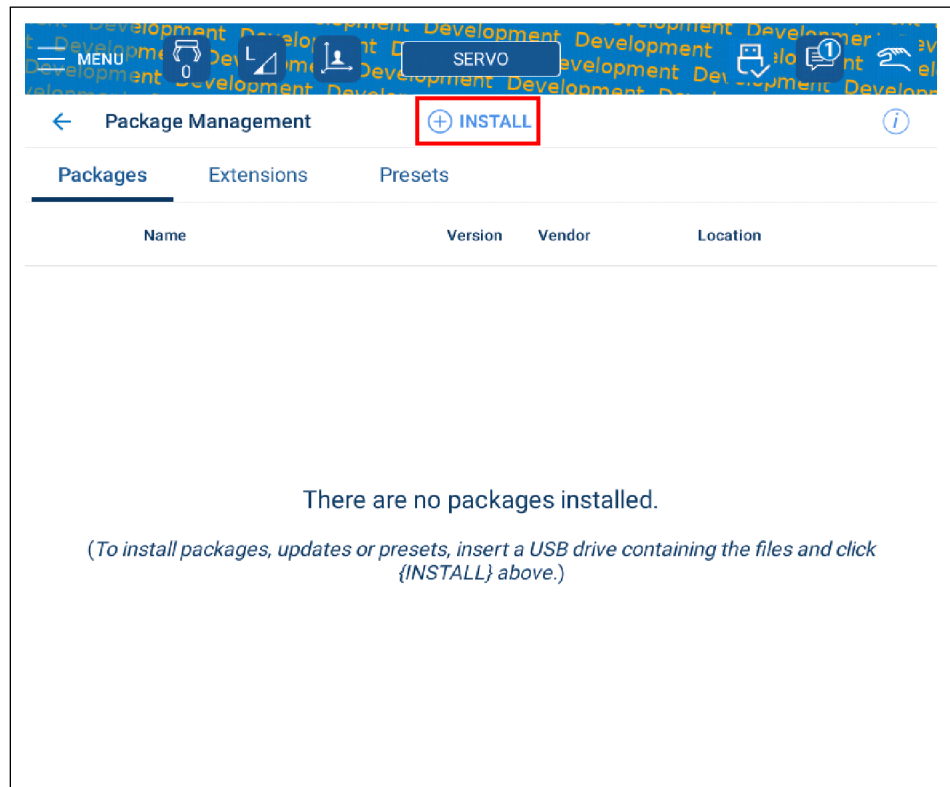 MENU
0
L
SERVO
1
Package Management
INSTALL
i
Packages
Extensions
Presets
Name
Version
Vendor
Location
There are no packages installed.
(To install packages, updates or presets, insert a USB drive containing the files and click
{INSTALL} above.)